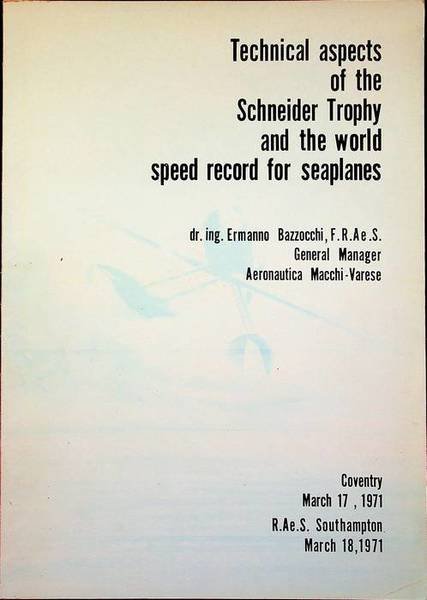 Technical aspects
of the
Schneider Trophy
and the world
speed record for seaplanes
dr. ing. Ermanno Bazzocchi, F.R.Ae.S.
General Manager
Aeronautica Macchi-Varese
Coventry
March 17 , 1971
R.Ae.S. Southampton
March 18,1971